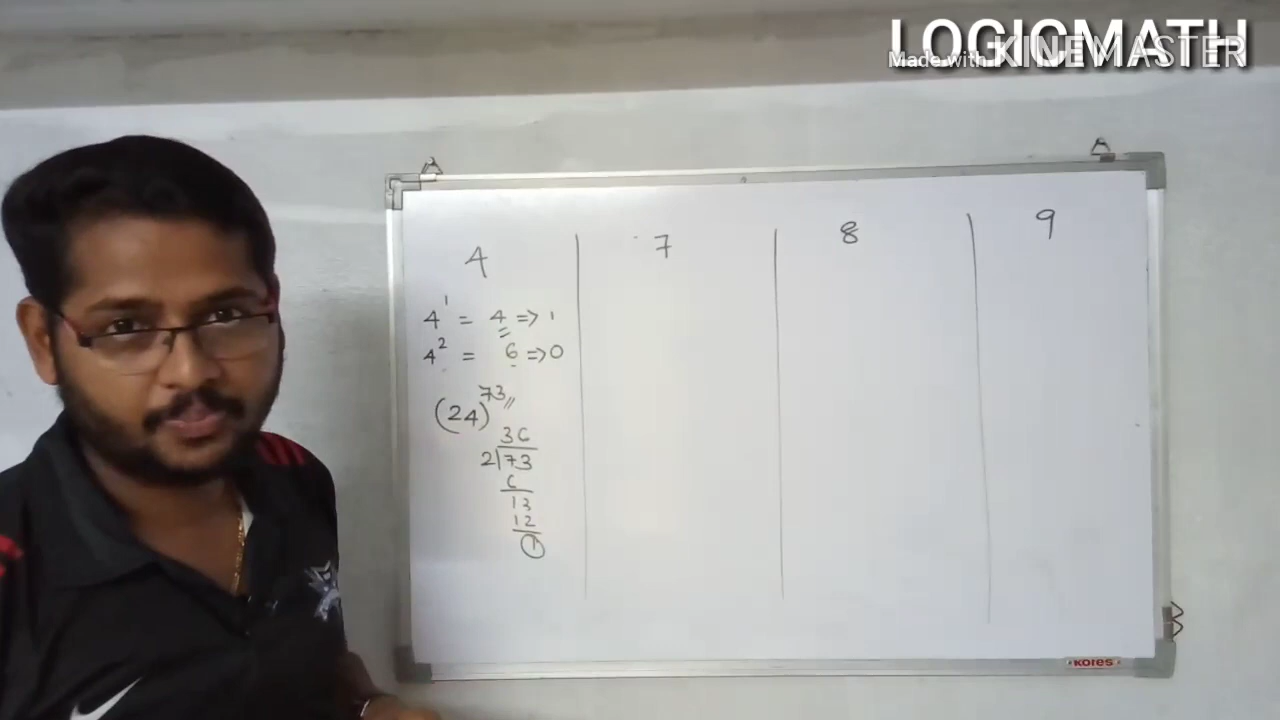 LOGICMATH
Made with KINEMASTER
4 7 8 9
4¹ = 4 => 1
4² = 6 => 0
(24)⁷³
36
2 73
6
13
12
1
kores